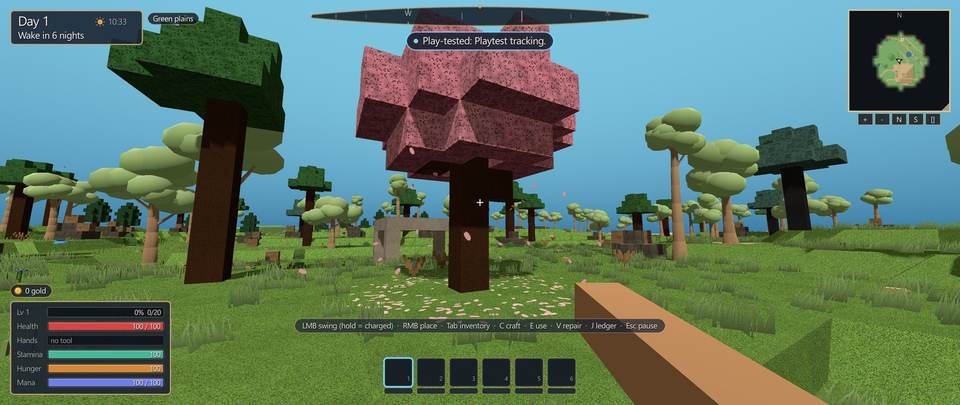 Day 1
10:33
Wake in 6 nights
Green plains
W
Play-tested: Playtest tracking.
N
+ - N S []
0 gold
Lv 1 0% 0/20
Health 100 / 100
Hands no tool
Stamina 100
Hunger 100
Mana 100
LMB swing (hold = charged) · RMB place · Tab inventory · C craft · E use · V repair · J ledger · Esc pause
1 2 3 4 5 6